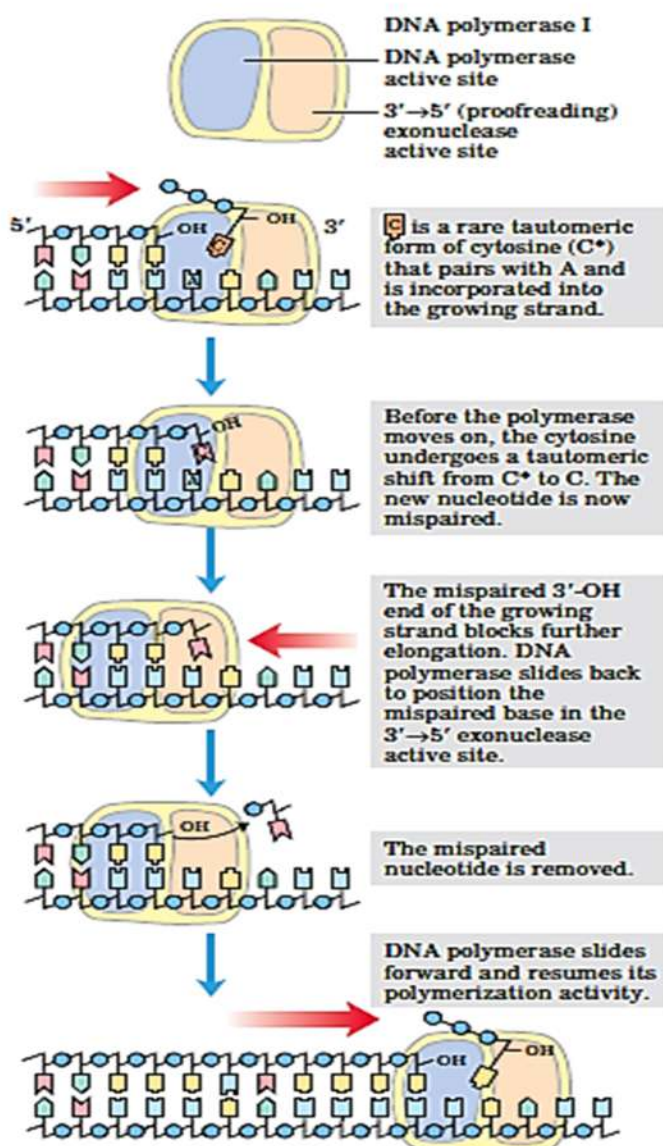 DNA polymerase I
DNA polymerase
active site
3′→5′ (proofreading)
exonuclease
active site
5′
OH
OH
3′
C
A
C is a rare tautomeric
form of cytosine (C*)
that pairs with A and
is incorporated into
the growing strand.
OH
A
Before the polymerase
moves on, the cytosine
undergoes a tautomeric
shift from C* to C. The
new nucleotide is now
mispaired.
The mispaired 3′-OH
end of the growing
strand blocks further
elongation. DNA
polymerase slides back
to position the
mispaired base in the
3′→5′ exonuclease
active site.
OH
The mispaired
nucleotide is removed.
DNA polymerase slides
forward and resumes its
polymerization activity.
OH
OH